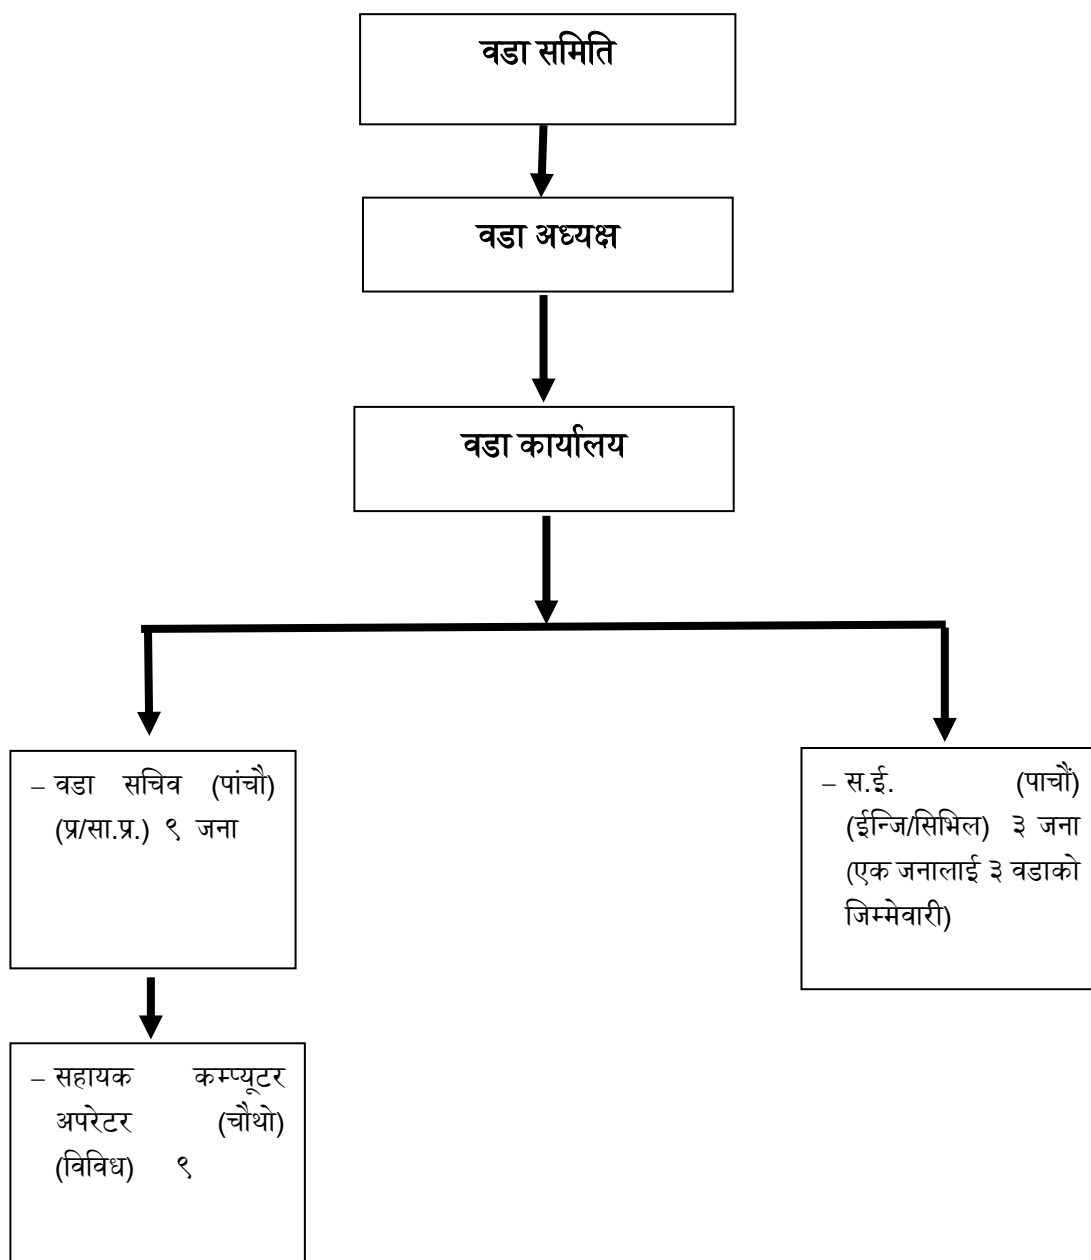 वडा समिति
वडा अध्यक्ष
वडा कार्यालय
– वडा सचिव (पांचौ)
(प्र/सा.प्र.) ९ जना
– स.ई. (पाचौं)
(ईन्जि/सिभिल) ३ जना
(एक जनालाई ३ वडाको
जिम्मेवारी)
– सहायक कम्प्यूटर
अपरेटर (चौथो)
(विविध) ९